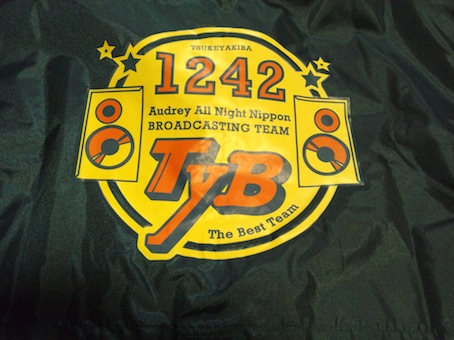 TSUKEYAKIBA
1242
Audrey All Night Nippon
BROADCASTING TEAM
TyB
The Best Team